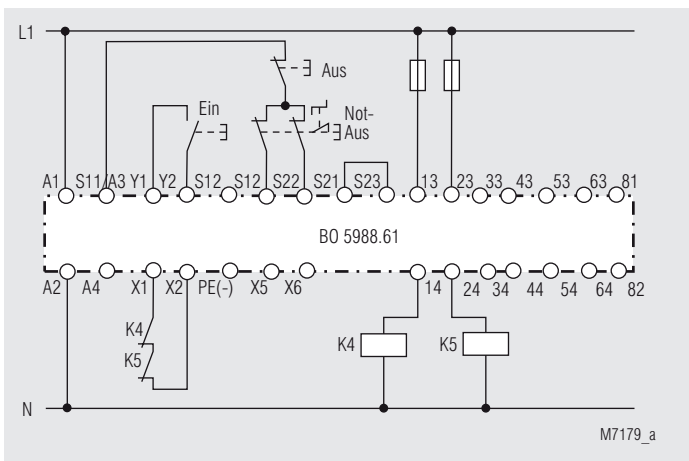 L1
Aus
Ein
Not-
Aus
A1 S11/A3 Y1 Y2 S12 S12 S22 S21 S23 13 23 33 43 53 63 81
BO 5988.61
A2 A4 X1 X2 PE(-) X5 X6 14 24 34 44 54 64 82
K4
K5
K4
K5
N
M7179_a